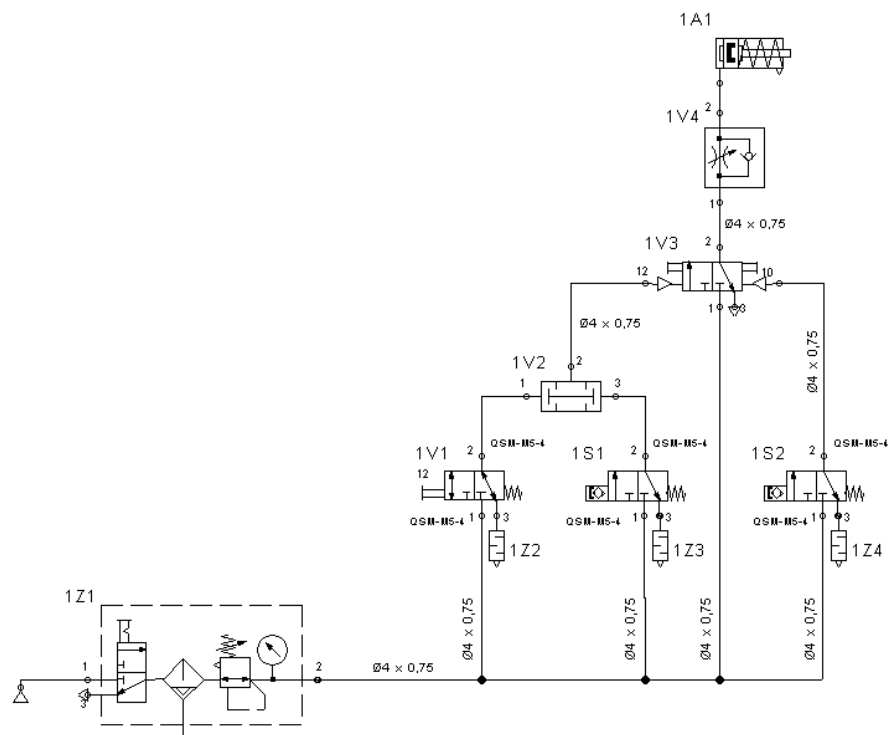 1A1
2
1V4
1
Ø4 × 0,75
2
1V3
12
10
1
3
Ø4 × 0,75
Ø4 × 0,75
1V2
2
1
3
QSM-M5-4
QSM-M5-4
QSM-M5-4
1V1
2
1S1
2
1S2
2
12
1
3
1
3
1
3
QSM-M5-4
QSM-M5-4
QSM-M5-4
1Z2
1Z3
1Z4
Ø4 × 0,75
Ø4 × 0,75
Ø4 × 0,75
Ø4 × 0,75
1Z1
1
2
Ø4 × 0,75
3